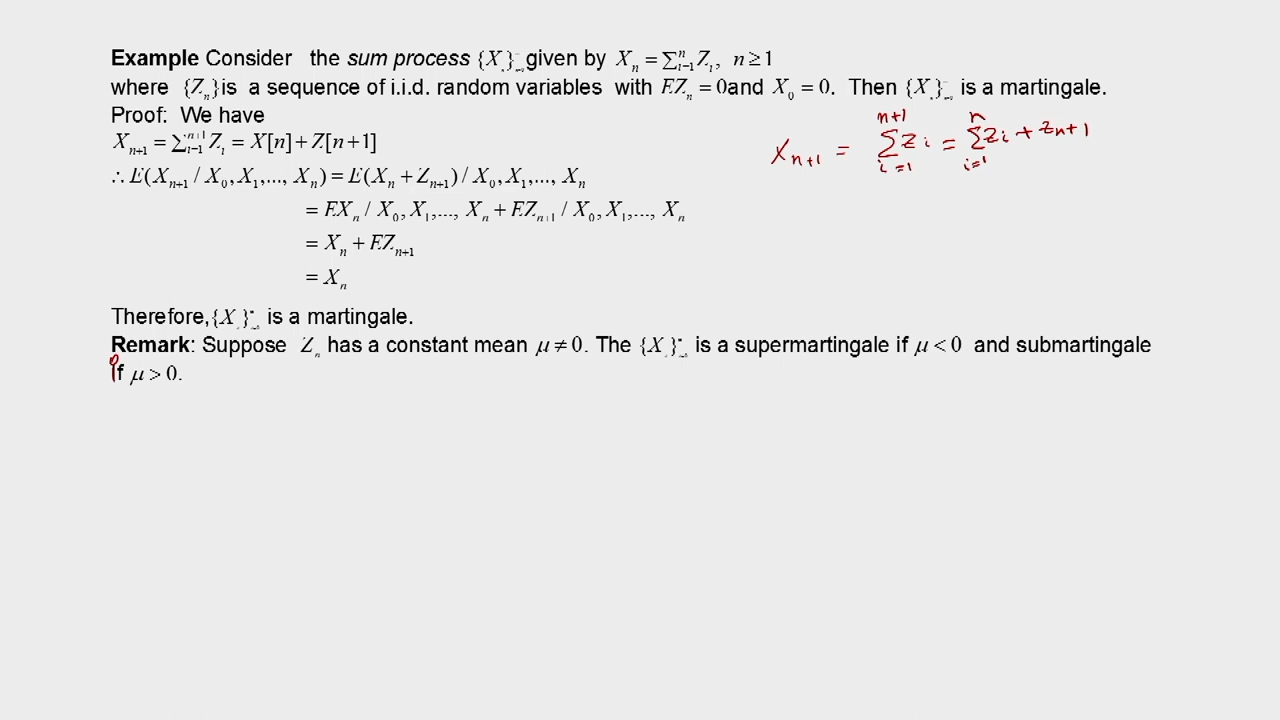 Example Consider the sum process {X_n}_{n=0}^∞ given by X_n = ∑_{i=1}^{n} Z_i, n ≥ 1
where {Z_n} is a sequence of i.i.d. random variables with EZ_n = 0 and X_0 = 0. Then {X_n}_{n=0}^∞ is a martingale.
Proof: We have
X_{n+1} = ∑_{i=1}^{n+1} Z_i = X[n] + Z[n+1]
X_{n+1} = ∑_{i=1}^{n+1} Z_i = ∑_{i=1}^{n} Z_i + Z_{n+1}
∴ E(X_{n+1} / X_0, X_1, ..., X_n) = E(X_n + Z_{n+1}) / X_0, X_1, ..., X_n
= EX_n / X_0, X_1, ..., X_n + EZ_{n+1} / X_0, X_1, ..., X_n
= X_n + EZ_{n+1}
= X_n
Therefore, {X_n}_{n=0}^∞ is a martingale.
Remark: Suppose Z_n has a constant mean μ ≠ 0. The {X_n}_{n=0}^∞ is a supermartingale if μ < 0 and submartingale
if μ > 0.